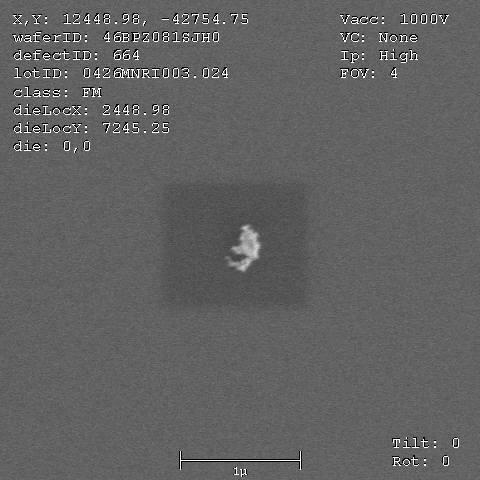 X,Y: 12448.98, -42754.75
waferID: 46BPZ081SJH0
defectID: 664
lotID: 0426MNRI003.024
class: FM
dieLocX: 2448.98
dieLocY: 7245.25
die: 0,0
Vacc: 1000V
VC: None
Ip: High
FOV: 4
Tilt: 0
Rot: 0
1µ